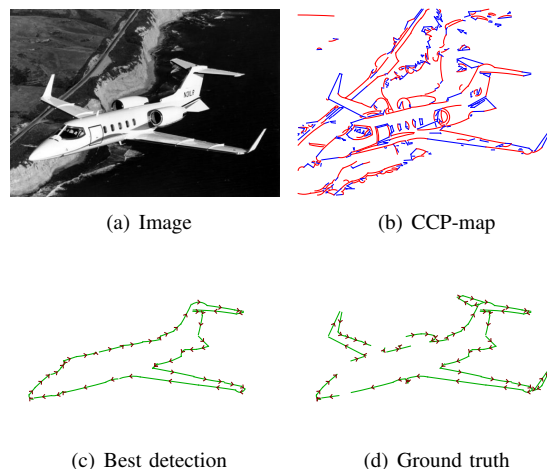 (a) Image
(b) CCP-map
(c) Best detection
(d) Ground truth